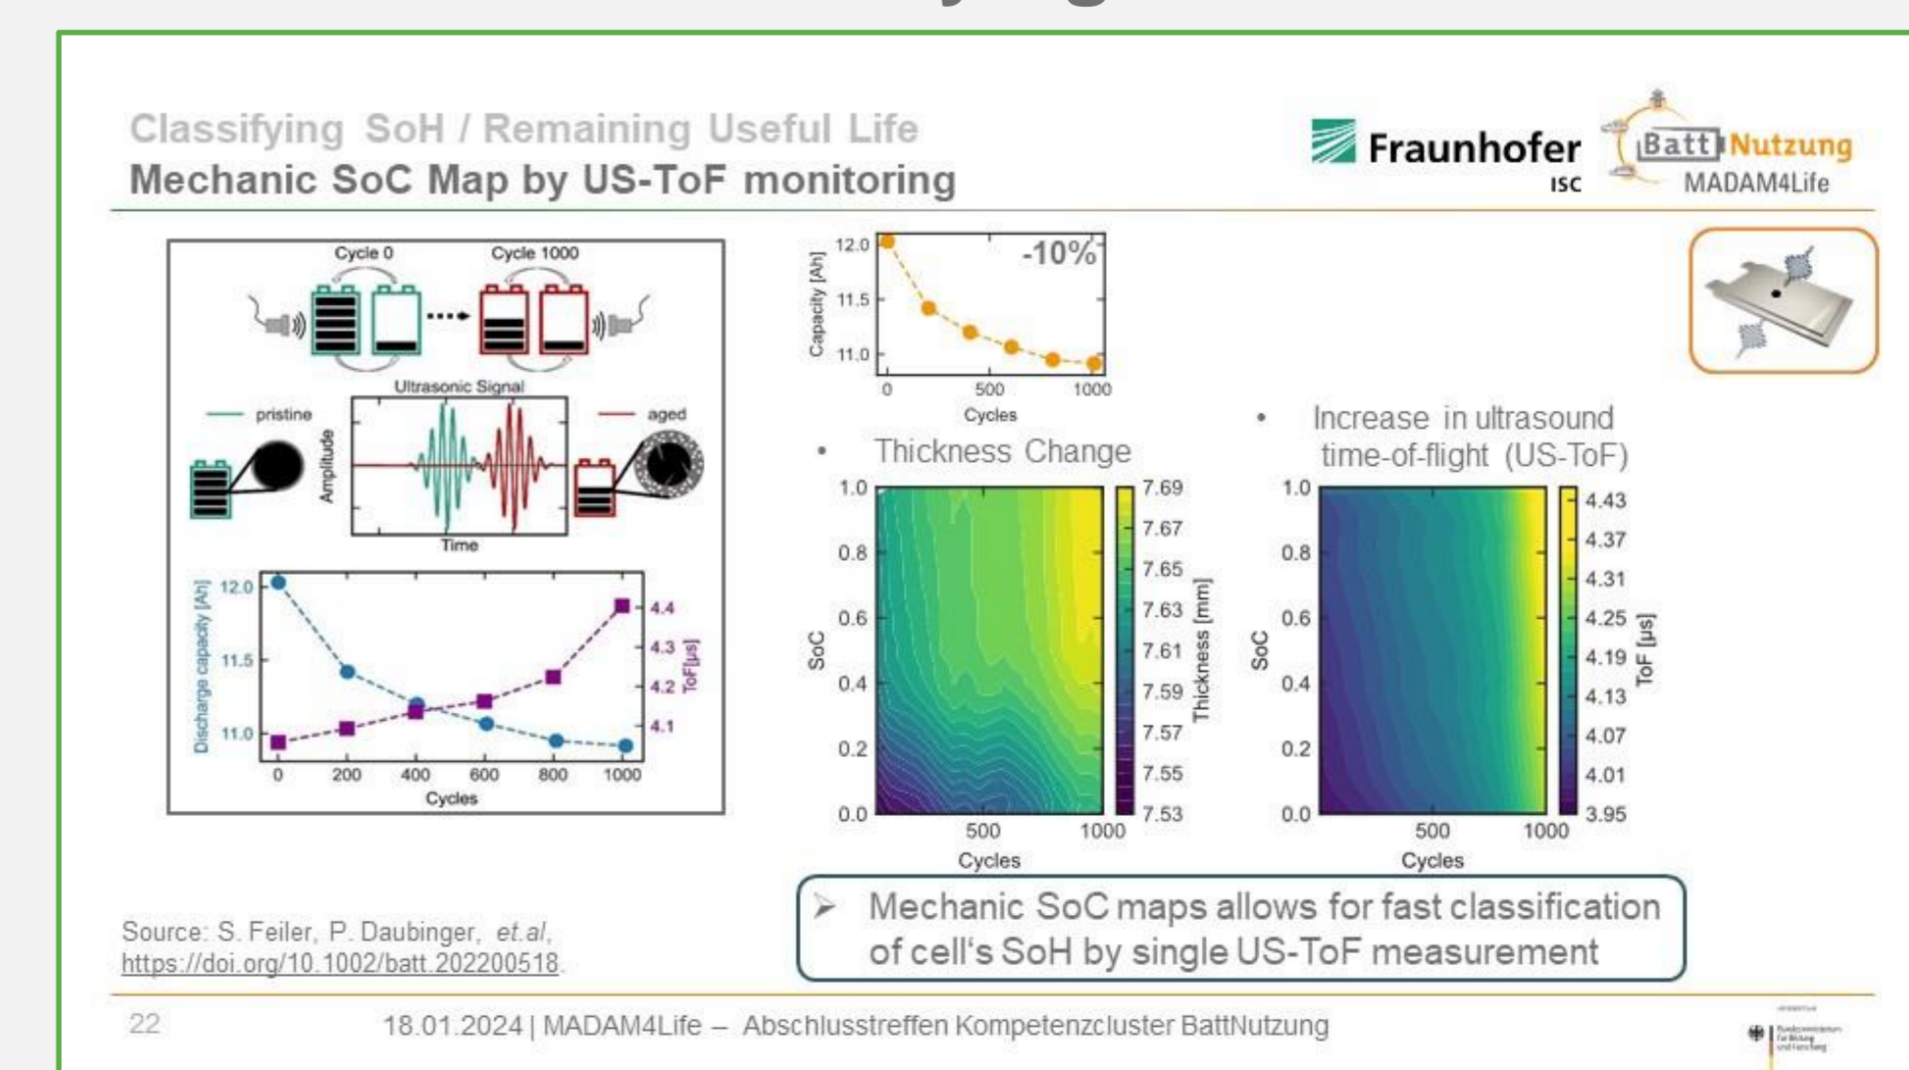 Classifying SoH / Remaining Useful Life
Mechanic SoC Map by US-ToF monitoring
Fraunhofer
ISC
Batt Nutzung
MADAM4Life
Cycle 0
Cycle 1000
Ultrasonic Signal
pristine
aged
Amplitude
Time
Discharge capacity [Ah]
12.0
11.5
11.0
4.4
4.3
4.2
4.1
ToF[µs]
0 200 400 600 800 1000
Cycles
Capacity [Ah]
12.0
11.5
11.0
-10%
0 500 1000
Cycles
• Thickness Change
SoC
1.0
0.8
0.6
0.4
0.2
0.0
500 1000
Cycles
7.69
7.67
7.65
7.63
7.61
7.59
7.57
7.55
7.53
Thickness [mm]
• Increase in ultrasound
time-of-flight (US-ToF)
SoC
1.0
0.8
0.6
0.4
0.2
0.0
500 1000
Cycles
4.43
4.37
4.31
4.25
4.19
4.13
4.07
4.01
3.95
ToF [µs]
➢ Mechanic SoC maps allows for fast classification
of cell‘s SoH by single US-ToF measurement
Source: S. Feiler, P. Daubinger, et.al,
https://doi.org/10.1002/batt.202200518.
22
18.01.2024 | MADAM4Life – Abschlusstreffen Kompetenzcluster BattNutzung
Bundesministerium
für Bildung
und Forschung